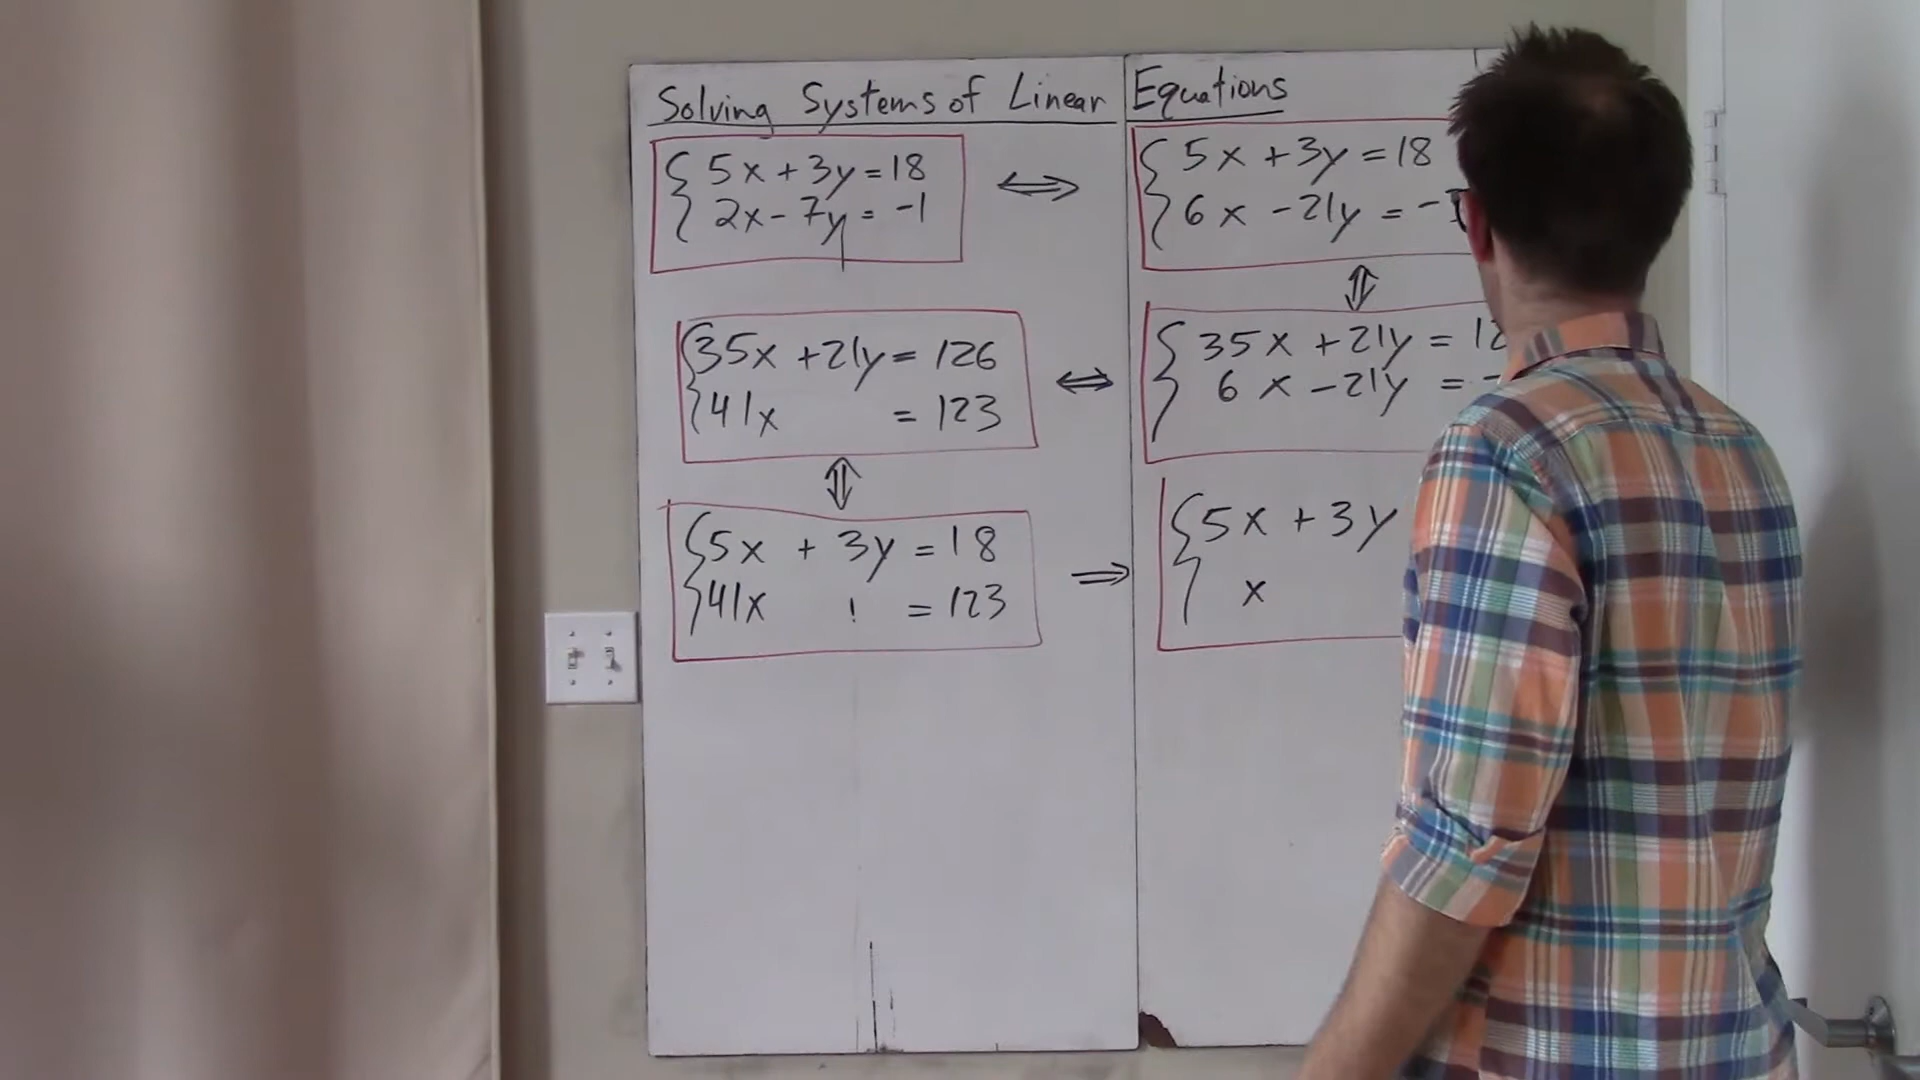 Solving Systems of Linear Equations
{ 5x + 3y = 18
2x - 7y = -1
⟺
{ 5x + 3y = 18
6x - 21y = -
⇕
{ 35x + 21y = 126
41x = 123
⟺
{ 35x + 21y = 12
6x - 21y = -
⇕
{ 5x + 3y = 18
41x = 123
⟹
{ 5x + 3y
x